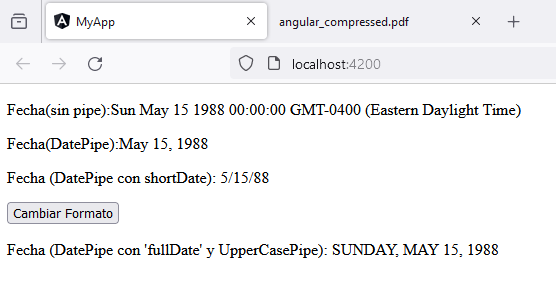 MyApp
angular_compressed.pdf
localhost:4200
Fecha(sin pipe):Sun May 15 1988 00:00:00 GMT-0400 (Eastern Daylight Time)
Fecha(DatePipe):May 15, 1988
Fecha (DatePipe con shortDate): 5/15/88
Cambiar Formato
Fecha (DatePipe con 'fullDate' y UpperCasePipe): SUNDAY, MAY 15, 1988